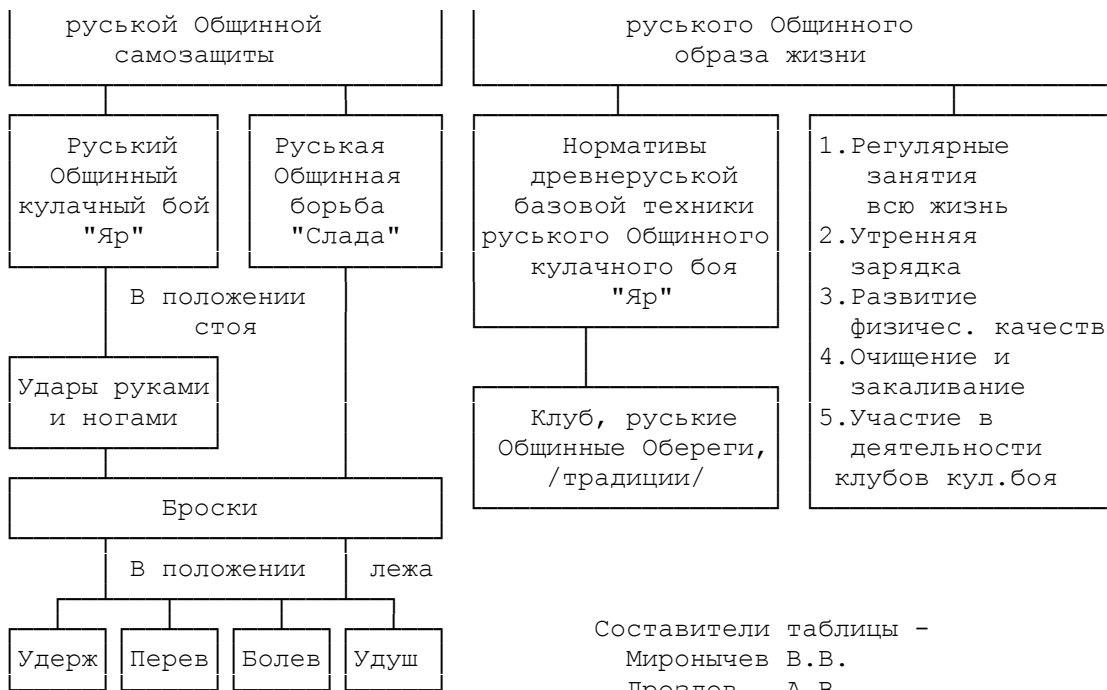 руськой Общинной
самозащиты
руського Общинного
образа жизни
Руський
Общинный
кулачный бой
"Яр"
Руськая
Общинная
борьба
"Слада"
Нормативы
древнеруськой
базовой техники
руського Общинного
кулачного боя
"Яр"
1.Регулярные
занятия
всю жизнь
2.Утренняя
зарядка
3.Развитие
физичес. качеств
4.Очищение и
закаливание
5.Участие в
деятельности
клубов кул.боя
В положении
стоя
Удары руками
и ногами
Клуб, руськие
Общинные Обереги,
/традиции/
Броски
В положении лежа
Удерж
Перев
Болев
Удуш
Составители таблицы -
Миронычев В.В.
Дроздов А.В.